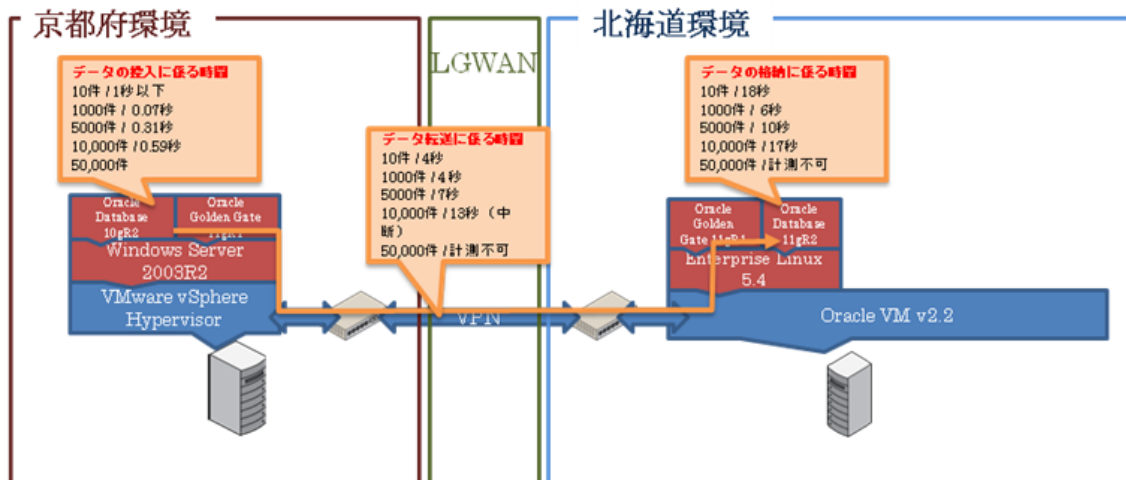 京都府環境
LGWAN
北海道環境
データの投入に係る時間
10件 / 1秒以下
1000件 / 0.07秒
5000件 / 0.31秒
10,000件 / 0.59秒
50,000件
データ転送に係る時間
10件 / 4秒
1000件 / 4秒
5000件 / 7秒
10,000件 / 13秒 （中
断）
50,000件 / 計測不可
データの格納に係る時間
10件 / 18秒
1000件 / 6秒
5000件 / 10秒
10,000件 / 17秒
50,000件 / 計測不可
Oracle
Database
10gR2
Oracle
Golden Gate
Windows Server
2003R2
VMware vSphere
Hypervisor
VPN
Oracle
Golden
Gate 11gR1
Oracle
Database
11gR2
Enterprise Linux
5.4
Oracle VM v2.2